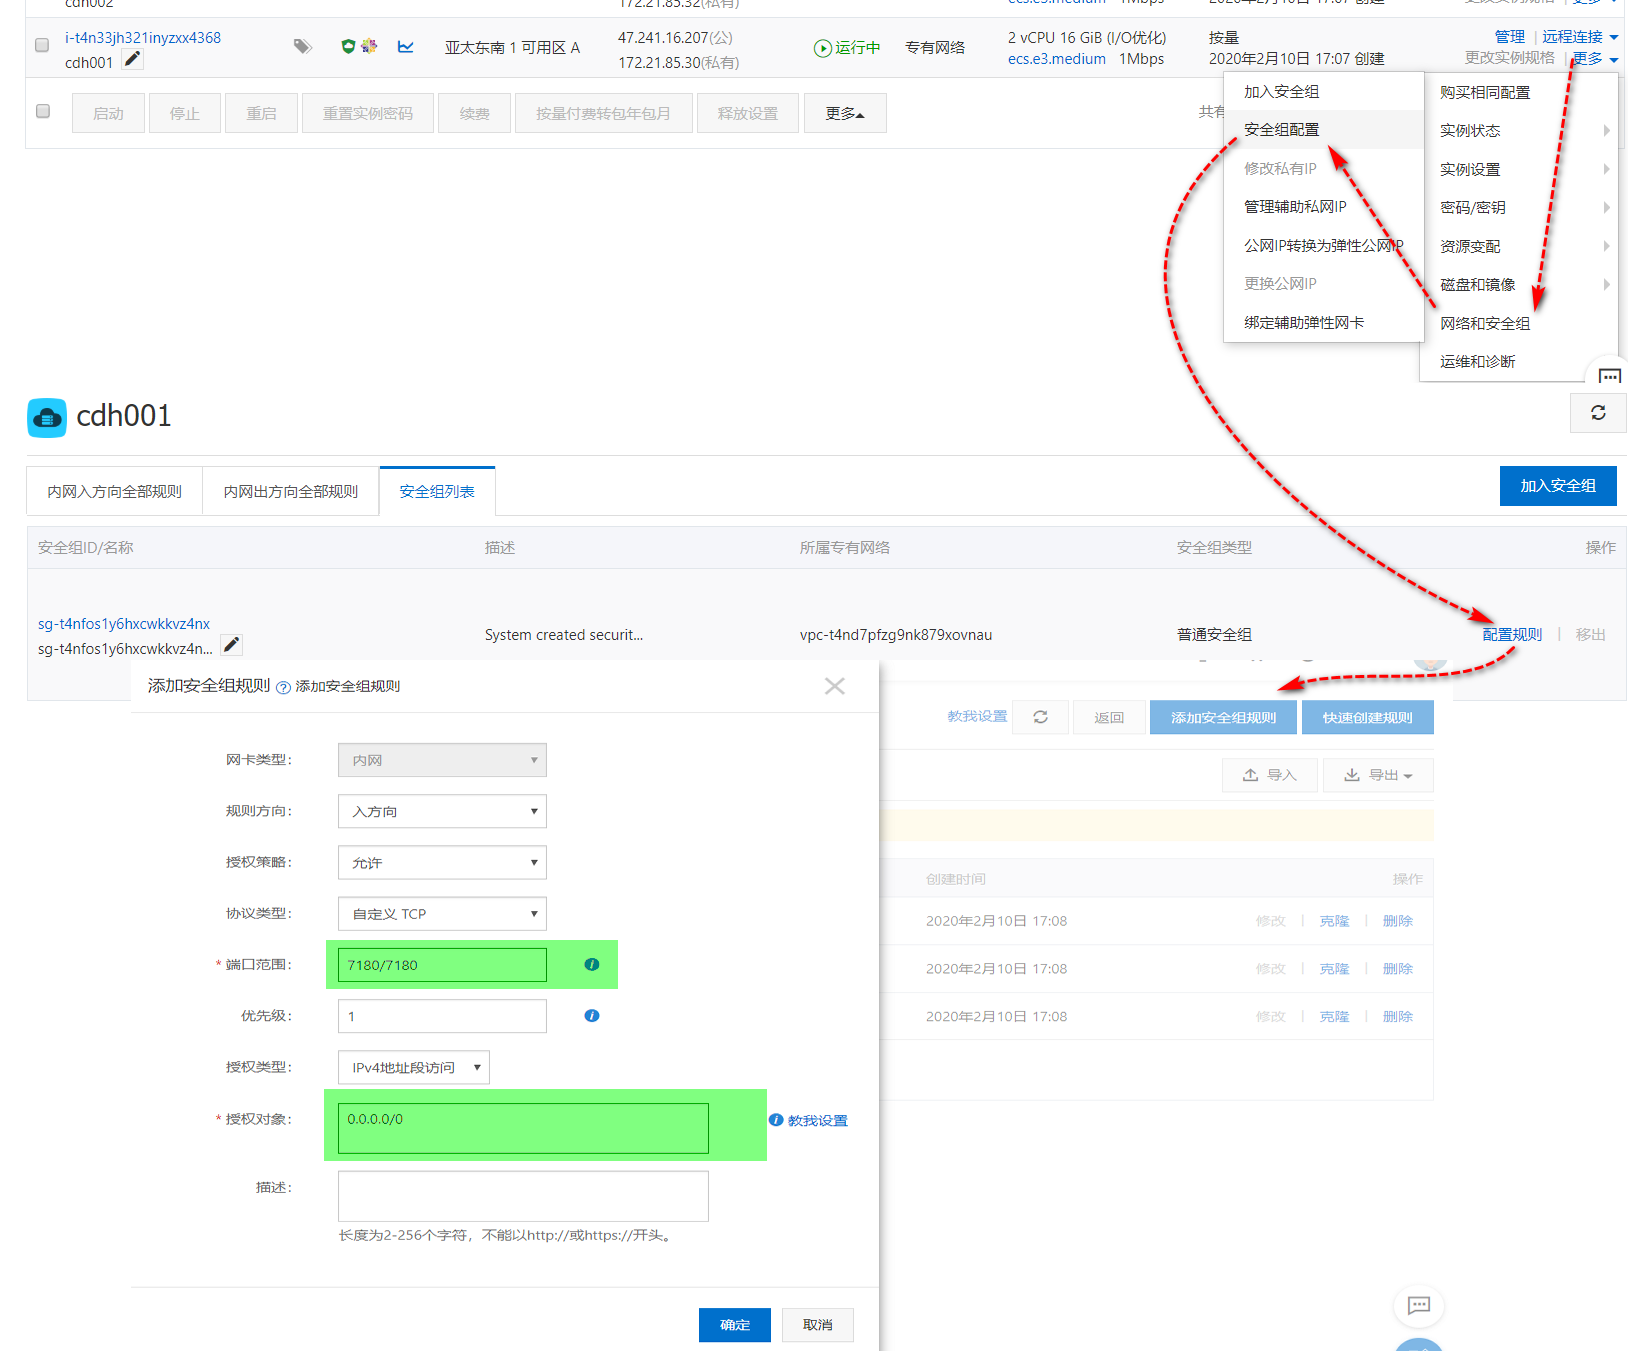 cdh002
172.21.85.32(私有)
ecs.e3.medium 1Mbps
2020年2月10日 17:07 创建
更改实例规格 | 更多
i-t4n33jh321inyzxx4368
cdh001
亚太东南 1 可用区 A
47.241.16.207(公)
172.21.85.30(私有)
运行中
专有网络
2 vCPU 16 GiB (I/O优化)
ecs.e3.medium 1Mbps
按量
2020年2月10日 17:07 创建
管理 | 远程连接
更改实例规格 | 更多
启动
停止
重启
重置实例密码
续费
按量付费转包年包月
释放设置
更多
共有
加入安全组
安全组配置
修改私有IP
管理辅助私网IP
公网IP转换为弹性公网IP
更换公网IP
绑定辅助弹性网卡
购买相同配置
实例状态
实例设置
密码/密钥
资源变配
磁盘和镜像
网络和安全组
运维和诊断
cdh001
内网入方向全部规则
内网出方向全部规则
安全组列表
加入安全组
安全组ID/名称 描述 所属专有网络 安全组类型 操作
sg-t4nfos1y6hxcwkkvz4nx
sg-t4nfos1y6hxcwkkvz4n...
System created securit...
vpc-t4nd7pfzg9nk879xovnau
普通安全组
配置规则 | 移出
添加安全组规则 ? 添加安全组规则
教我设置
返回
添加安全组规则
快速创建规则
导入
导出
网卡类型： 内网
规则方向： 入方向
授权策略： 允许
协议类型： 自定义 TCP
* 端口范围： 7180/7180
优先级： 1
授权类型： IPv4地址段访问
* 授权对象： 0.0.0.0/0
教我设置
描述：
长度为2-256个字符，不能以http://或https://开头。
确定
取消
创建时间 操作
2020年2月10日 17:08 修改 | 克隆 | 删除
2020年2月10日 17:08 修改 | 克隆 | 删除
2020年2月10日 17:08 修改 | 克隆 | 删除